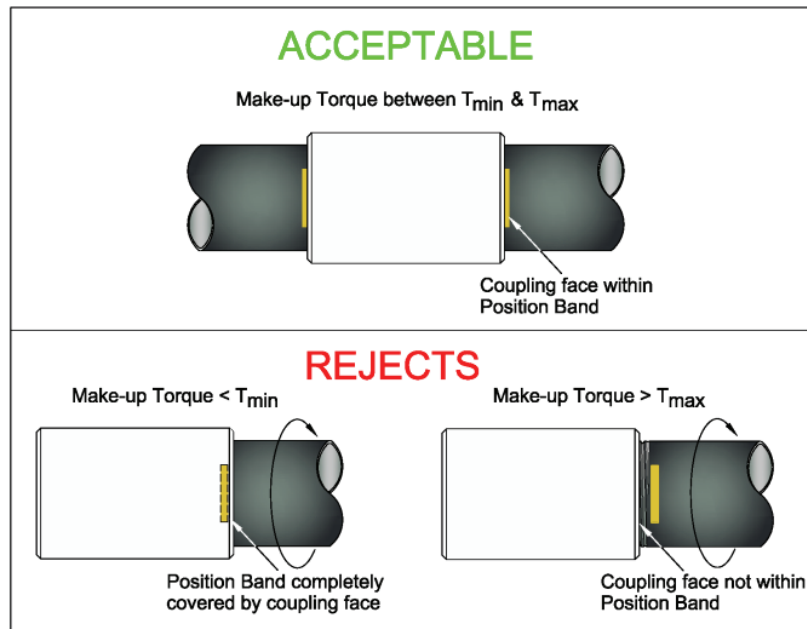 ACCEPTABLE
Make-up Torque between Tmin & Tmax
Coupling face within
Position Band
REJECTS
Make-up Torque < Tmin
Make-up Torque > Tmax
Position Band completely
covered by coupling face
Coupling face not within
Position Band